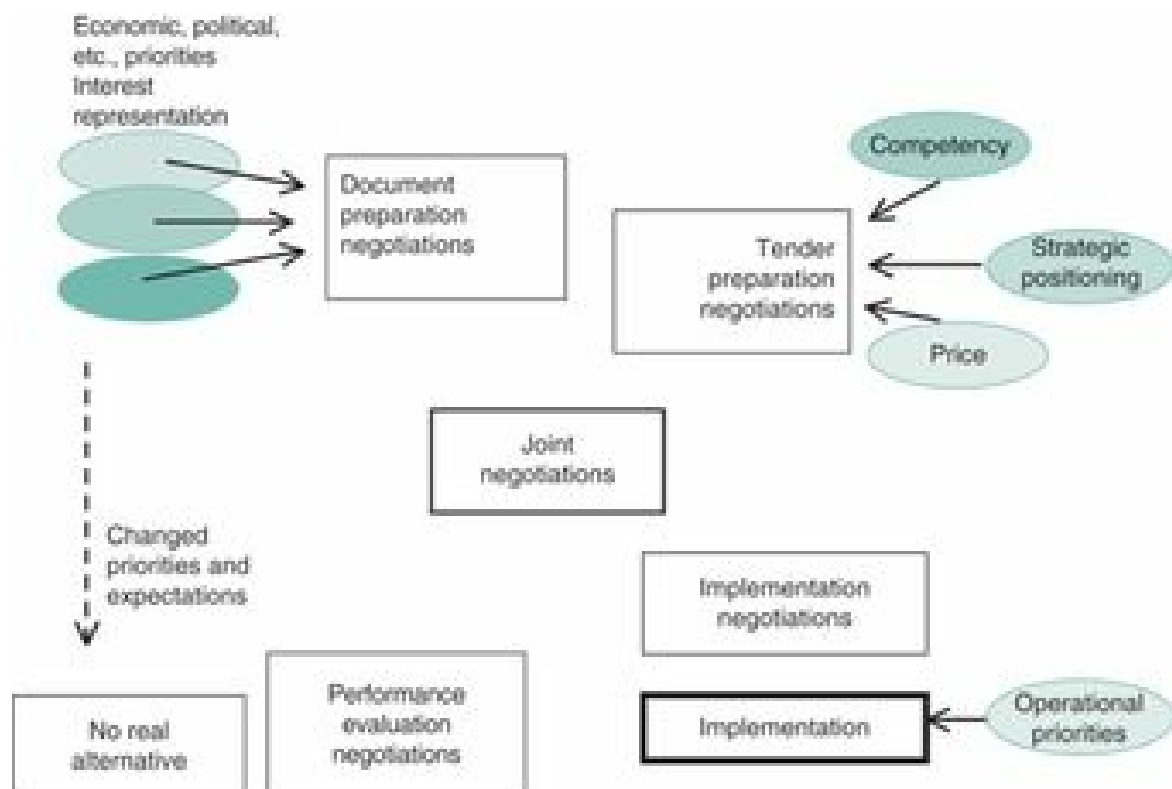 Economic, political,
etc., priorities
Interest
representation
Document
preparation
negotiations
Competency
Tender
preparation
negotiations
Strategic
positioning
Price
Joint
negotiations
Changed
priorities and
expectations
Implementation
negotiations
No real
alternative
Performance
evaluation
negotiations
Implementation
Operational
priorities